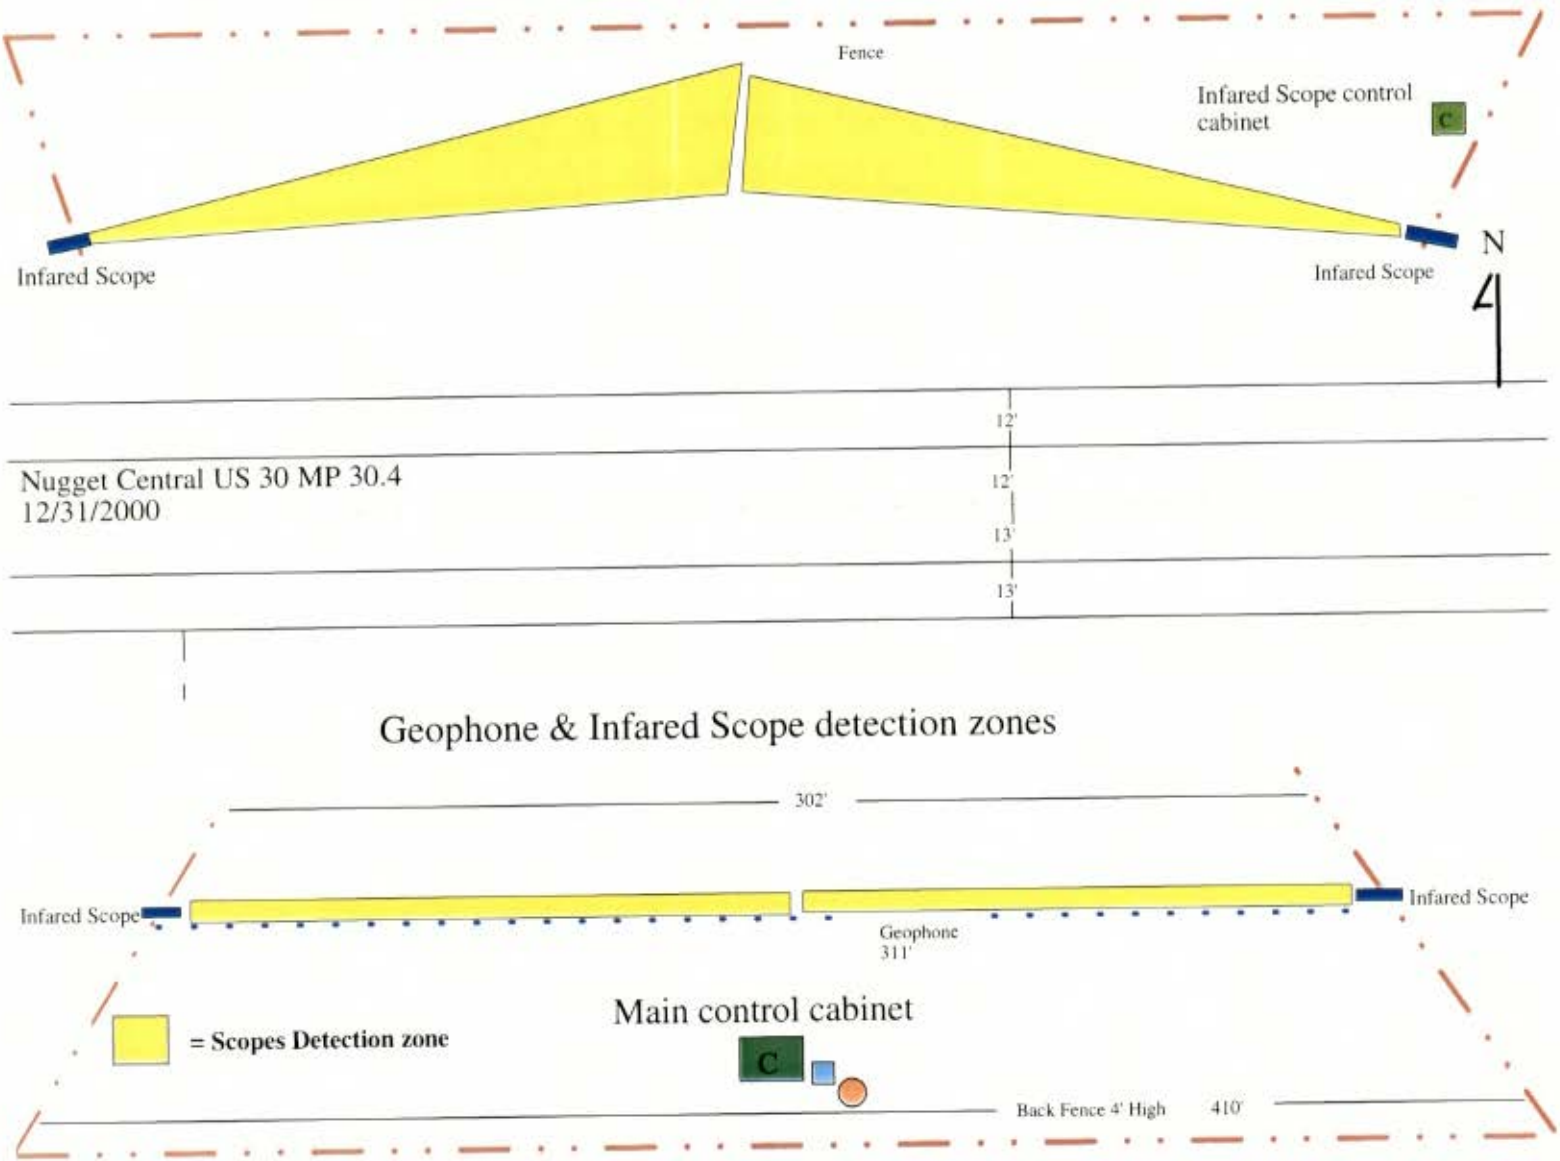 Fence
Infared Scope control
cabinet
C
Infared Scope
Infared Scope
N
12'
Nugget Central US 30 MP 30.4
12/31/2000
12'
13'
13'
Geophone & Infared Scope detection zones
302'
Infared Scope
Infared Scope
Geophone
311'
Main control cabinet
= Scopes Detection zone
C
Back Fence 4' High 410'